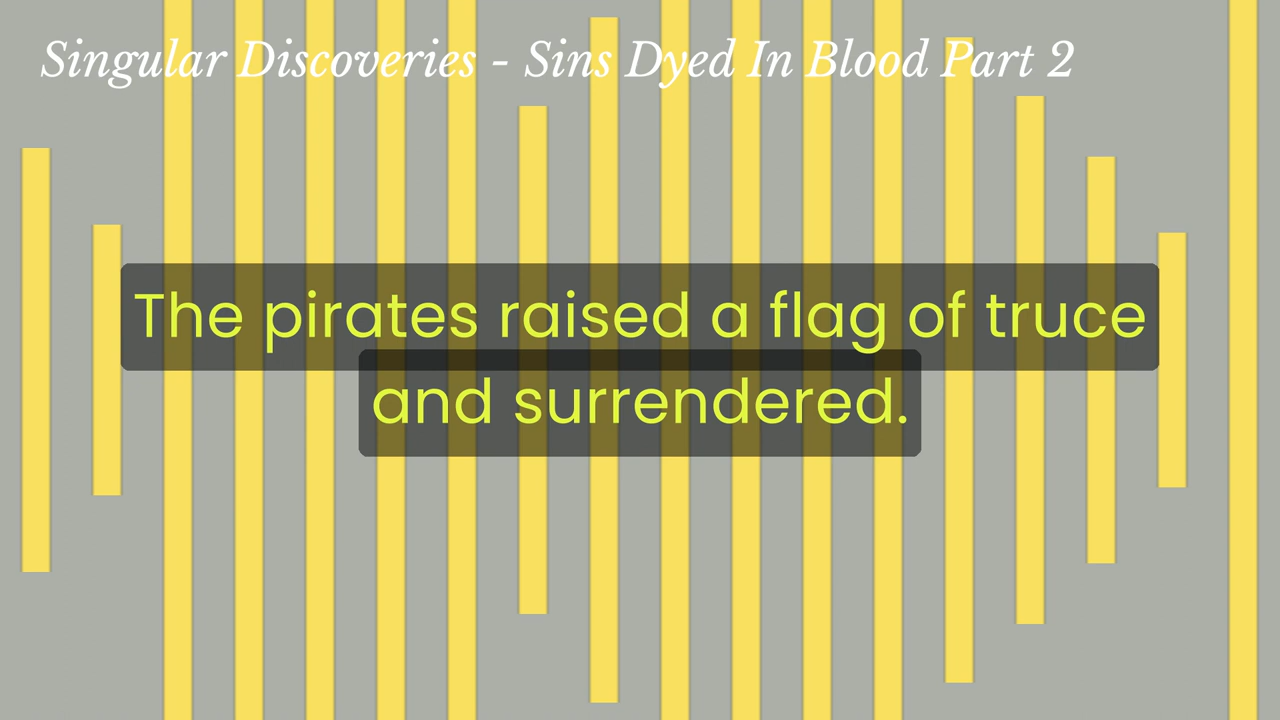 Singular Discoveries - Sins Dyed In Blood Part 2
The pirates raised a flag of truce
and surrendered.